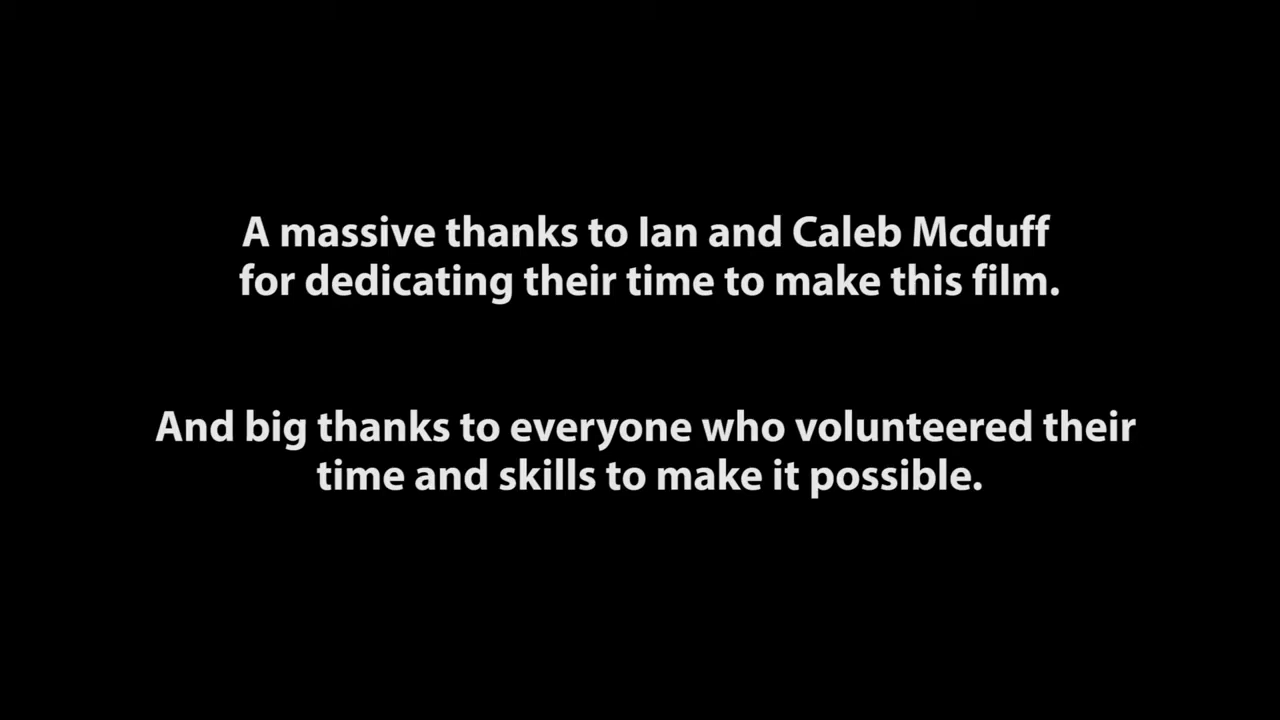 A massive thanks to Ian and Caleb Mcduff
for dedicating their time to make this film.
And big thanks to everyone who volunteered their
time and skills to make it possible.